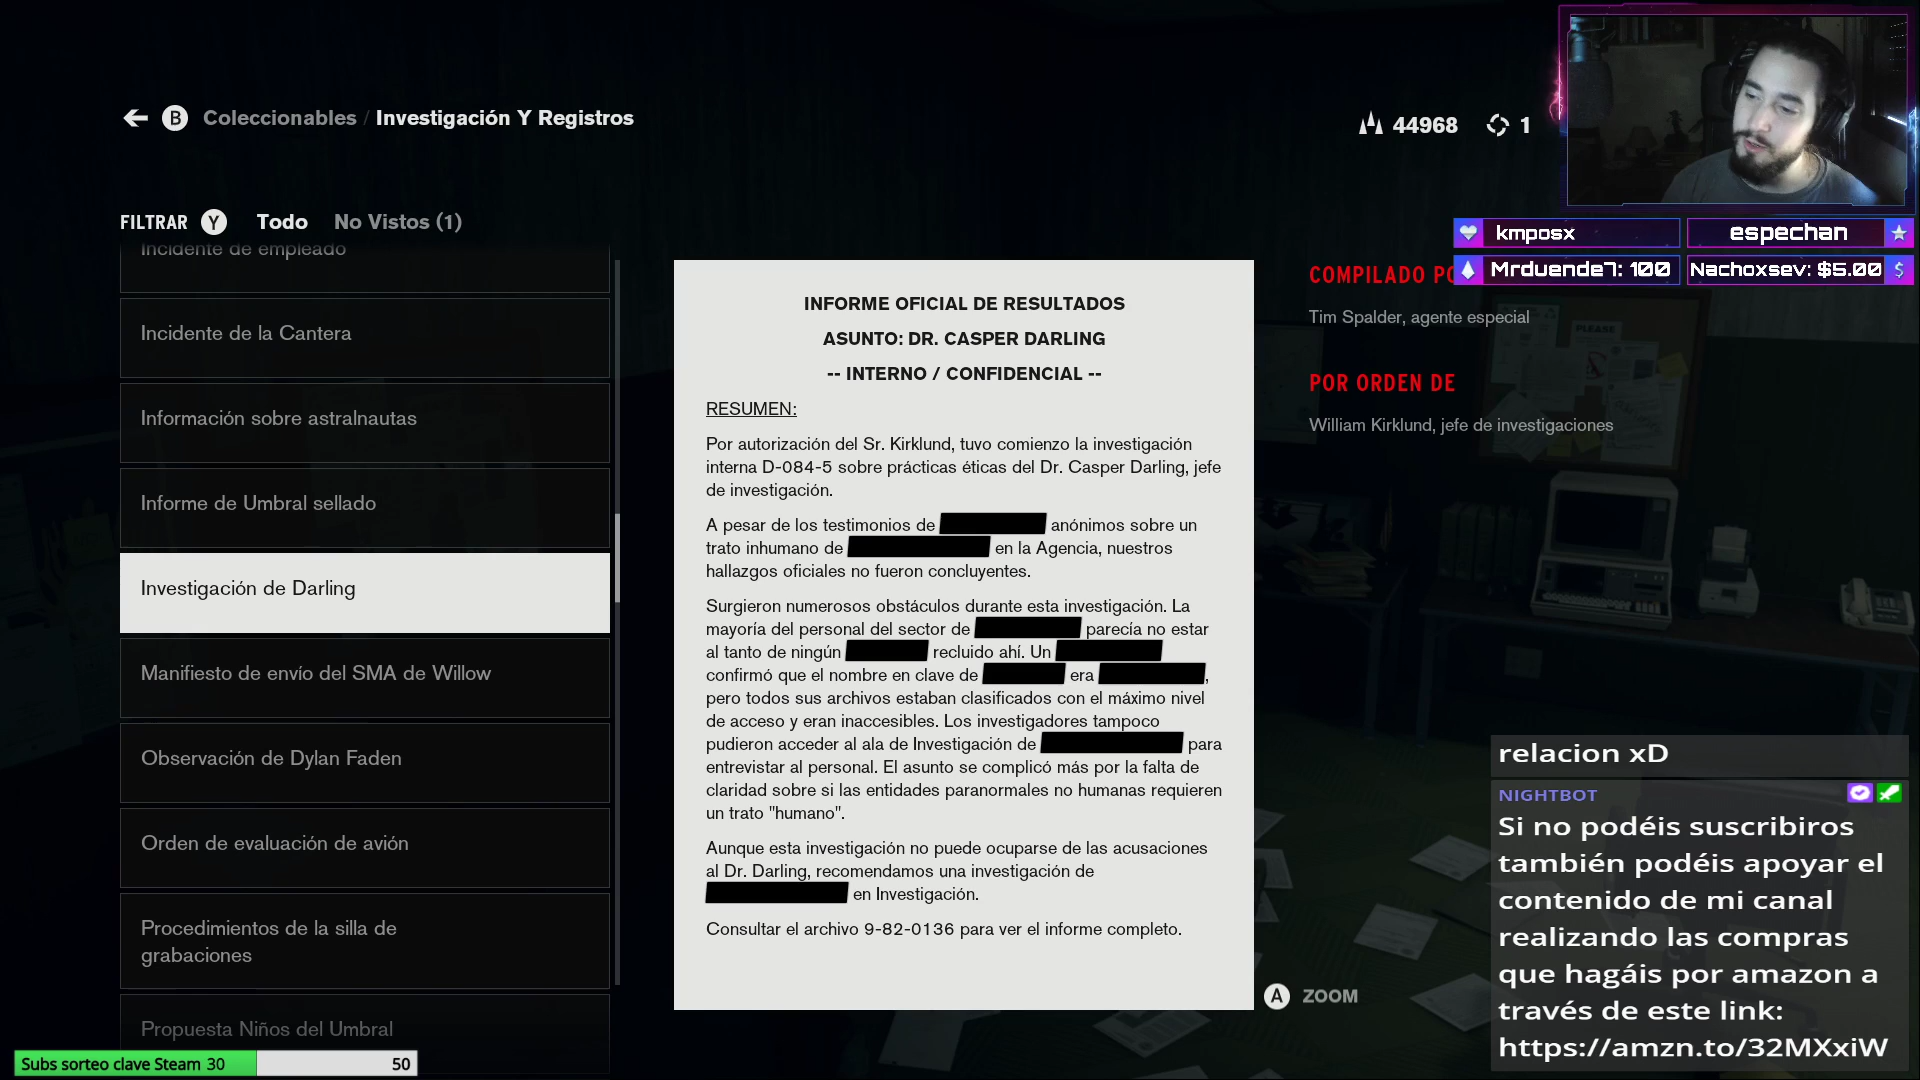 B Coleccionables / Investigación Y Registros
44968 1
FILTRAR Y Todo No Vistos (1)
Incidente de empleado
Incidente de la Cantera
Información sobre astralnautas
Informe de Umbral sellado
Investigación de Darling
Manifiesto de envío del SMA de Willow
Observación de Dylan Faden
Orden de evaluación de avión
Procedimientos de la silla de
grabaciones
Propuesta Niños del Umbral
Subs sorteo clave Steam 30 50
INFORME OFICIAL DE RESULTADOS
ASUNTO: DR. CASPER DARLING
-- INTERNO / CONFIDENCIAL --
RESUMEN:
Por autorización del Sr. Kirklund, tuvo comienzo la investigación
interna D-084-5 sobre prácticas éticas del Dr. Casper Darling, jefe
de investigación.
A pesar de los testimonios de anónimos sobre un
trato inhumano de en la Agencia, nuestros
hallazgos oficiales no fueron concluyentes.
Surgieron numerosos obstáculos durante esta investigación. La
mayoría del personal del sector de parecía no estar
al tanto de ningún recluido ahí. Un
confirmó que el nombre en clave de era ,
pero todos sus archivos estaban clasificados con el máximo nivel
de acceso y eran inaccesibles. Los investigadores tampoco
pudieron acceder al ala de Investigación de para
entrevistar al personal. El asunto se complicó más por la falta de
claridad sobre si las entidades paranormales no humanas requieren
un trato "humano".
Aunque esta investigación no puede ocuparse de las acusaciones
al Dr. Darling, recomendamos una investigación de
en Investigación.
Consultar el archivo 9-82-0136 para ver el informe completo.
A ZOOM
kmposx espechan
Mrduende7: 100 Nachoxsev: $5.00 $
COMPILADO PO
Tim Spalder, agente especial
POR ORDEN DE
William Kirklund, jefe de investigaciones
PLEASE
relacion xD
NIGHTBOT
Si no podéis suscribiros
también podéis apoyar el
contenido de mi canal
realizando las compras
que hagáis por amazon a
través de este link:
https://amzn.to/32MXxiW